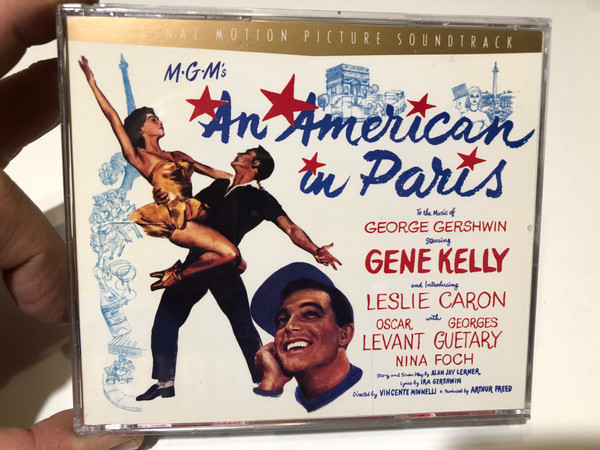 ORIGINAL MOTION PICTURE SOUNDTRACK
M-G-M's
An American
in Paris
To the Music of
GEORGE GERSHWIN
Starring
GENE KELLY
and Introducing
LESLIE CARON
with
OSCAR LEVANT
GEORGES GUETARY
NINA FOCH
Story and Screen Play by ALAN JAY LERNER
Lyrics by IRA GERSHWIN
Directed by VINCENTE MINNELLI • Produced by ARTHUR FREED